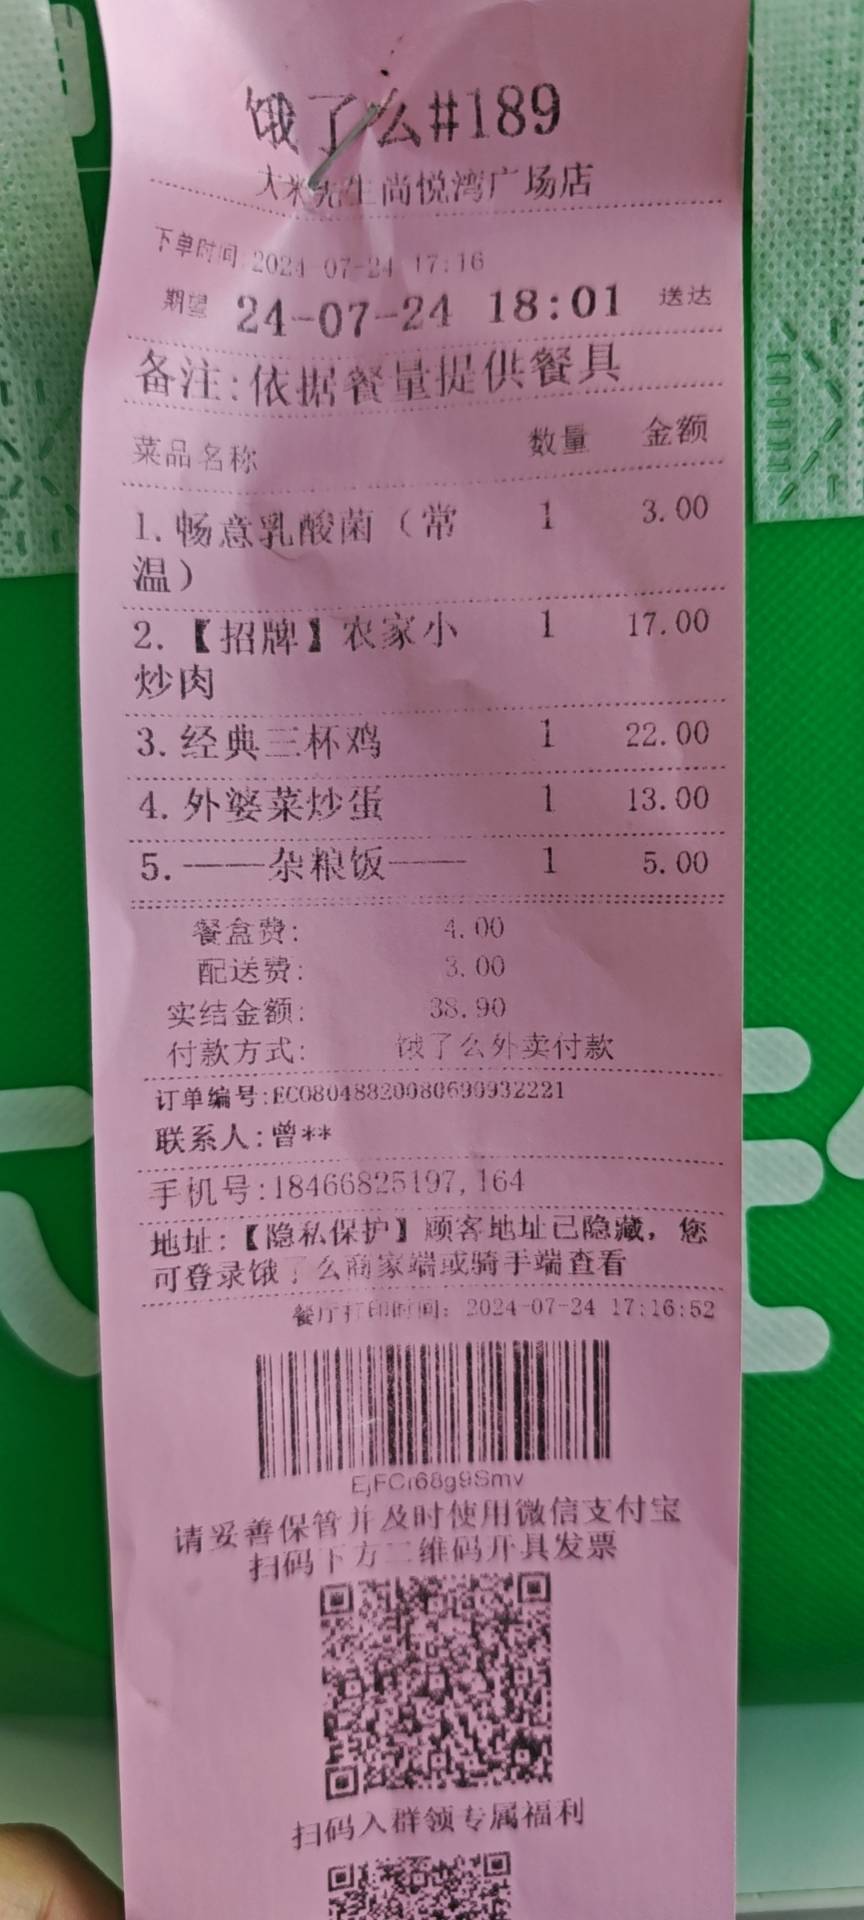 饿了么#189
大米先生尚悦湾广场店
下单时间:2024-07-24 17:16
期望 24-07-24 18:01 送达
备注:依据餐量提供餐具
菜品名称 数量 金额
1.畅意乳酸菌（常 1 3.00
温）
2.【招牌】农家小 1 17.00
炒肉
3.经典三杯鸡 1 22.00
4.外婆菜炒蛋 1 13.00
5.——杂粮饭—— 1 5.00
餐盒费: 4.00
配送费: 3.00
实结金额: 38.90
付款方式: 饿了么外卖付款
订单编号:EC08048820080690932221
联系人:曾**
手机号:18466825197,164
地址:【隐私保护】顾客地址已隐藏，您
可登录饿了么商家端或骑手端查看
餐厅打印时间: 2024-07-24 17:16:52
EjFCr68g9Smv
请妥善保管并及时使用微信支付宝
扫码下方二维码开具发票
扫码入群领专属福利